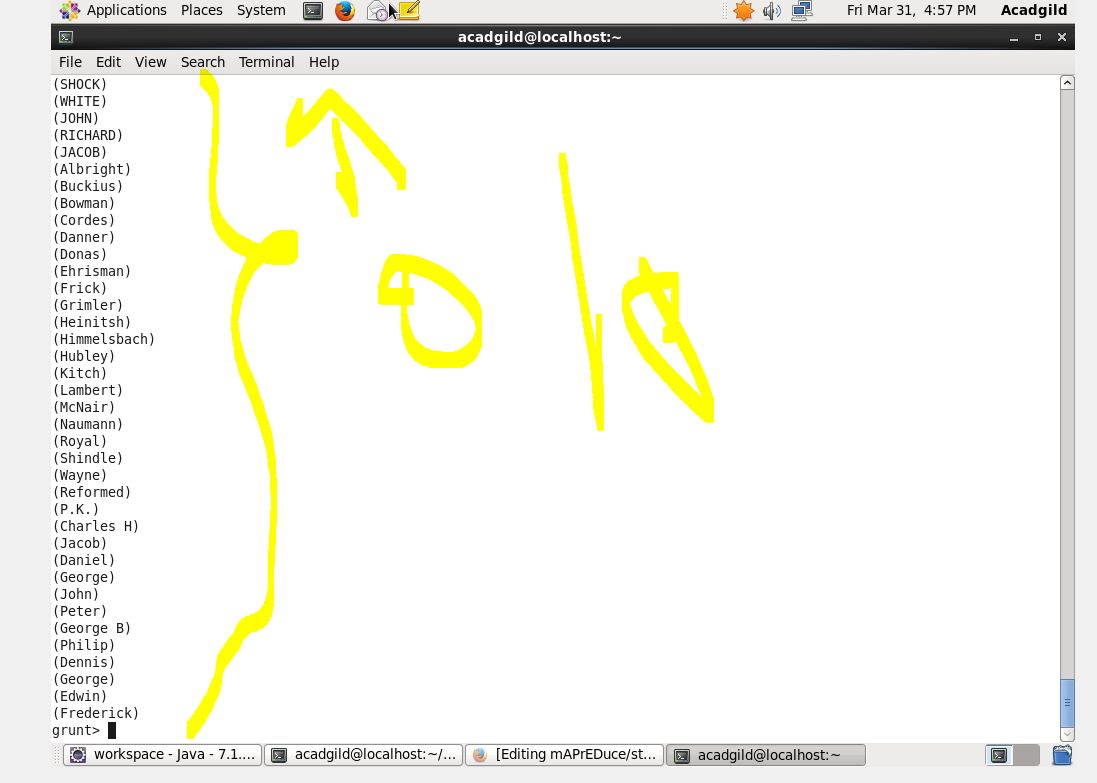 Applications Places System Fri Mar 31, 4:57 PM Acadgild
acadgild@localhost:~
File Edit View Search Terminal Help
(SHOCK)
(WHITE)
(JOHN)
(RICHARD)
(JACOB)
(Albright)
(Buckius)
(Bowman)
(Cordes)
(Danner)
(Donas)
(Ehrisman)
(Frick)
(Grimler)
(Heinitsh)
(Himmelsbach)
(Hubley)
(Kitch)
(Lambert)
(McNair)
(Naumann)
(Royal)
(Shindle)
(Wayne)
(Reformed)
(P.K.)
(Charles H)
(Jacob)
(Daniel)
(George)
(John)
(Peter)
(George B)
(Philip)
(Dennis)
(George)
(Edwin)
(Frederick)
grunt>
workspace - Java - 7.1.... acadgild@localhost:~/... [Editing mAPrEDuce/st... acadgild@localhost:~